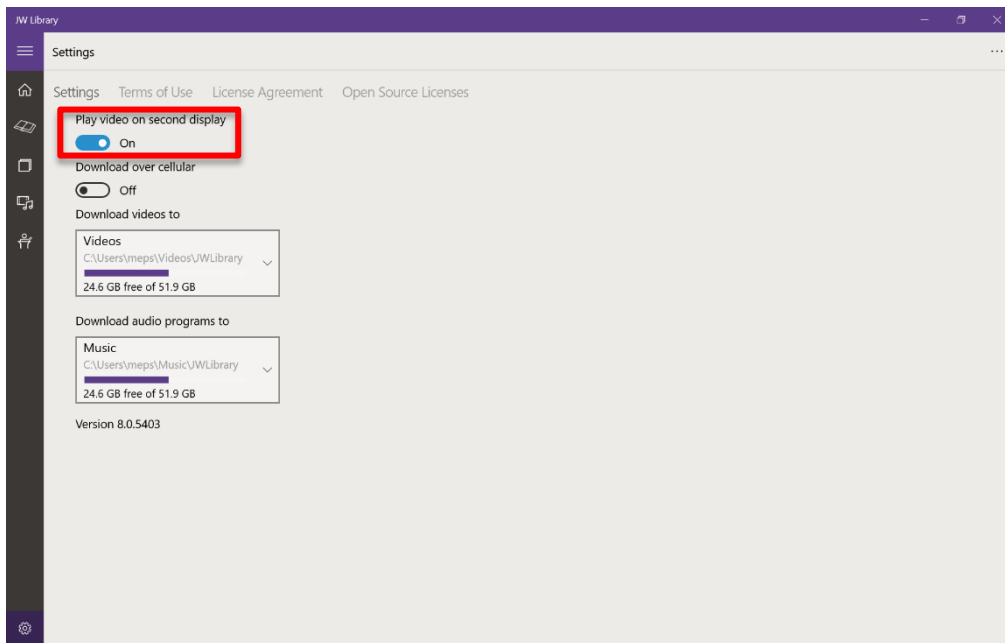 JW Library
Settings
Settings Terms of Use License Agreement Open Source Licenses
Play video on second display
On
Download over cellular
Off
Download videos to
Videos
C:\Users\meps\Videos\JWLibrary
24.6 GB free of 51.9 GB
Download audio programs to
Music
C:\Users\meps\Music\JWLibrary
24.6 GB free of 51.9 GB
Version 8.0.5403